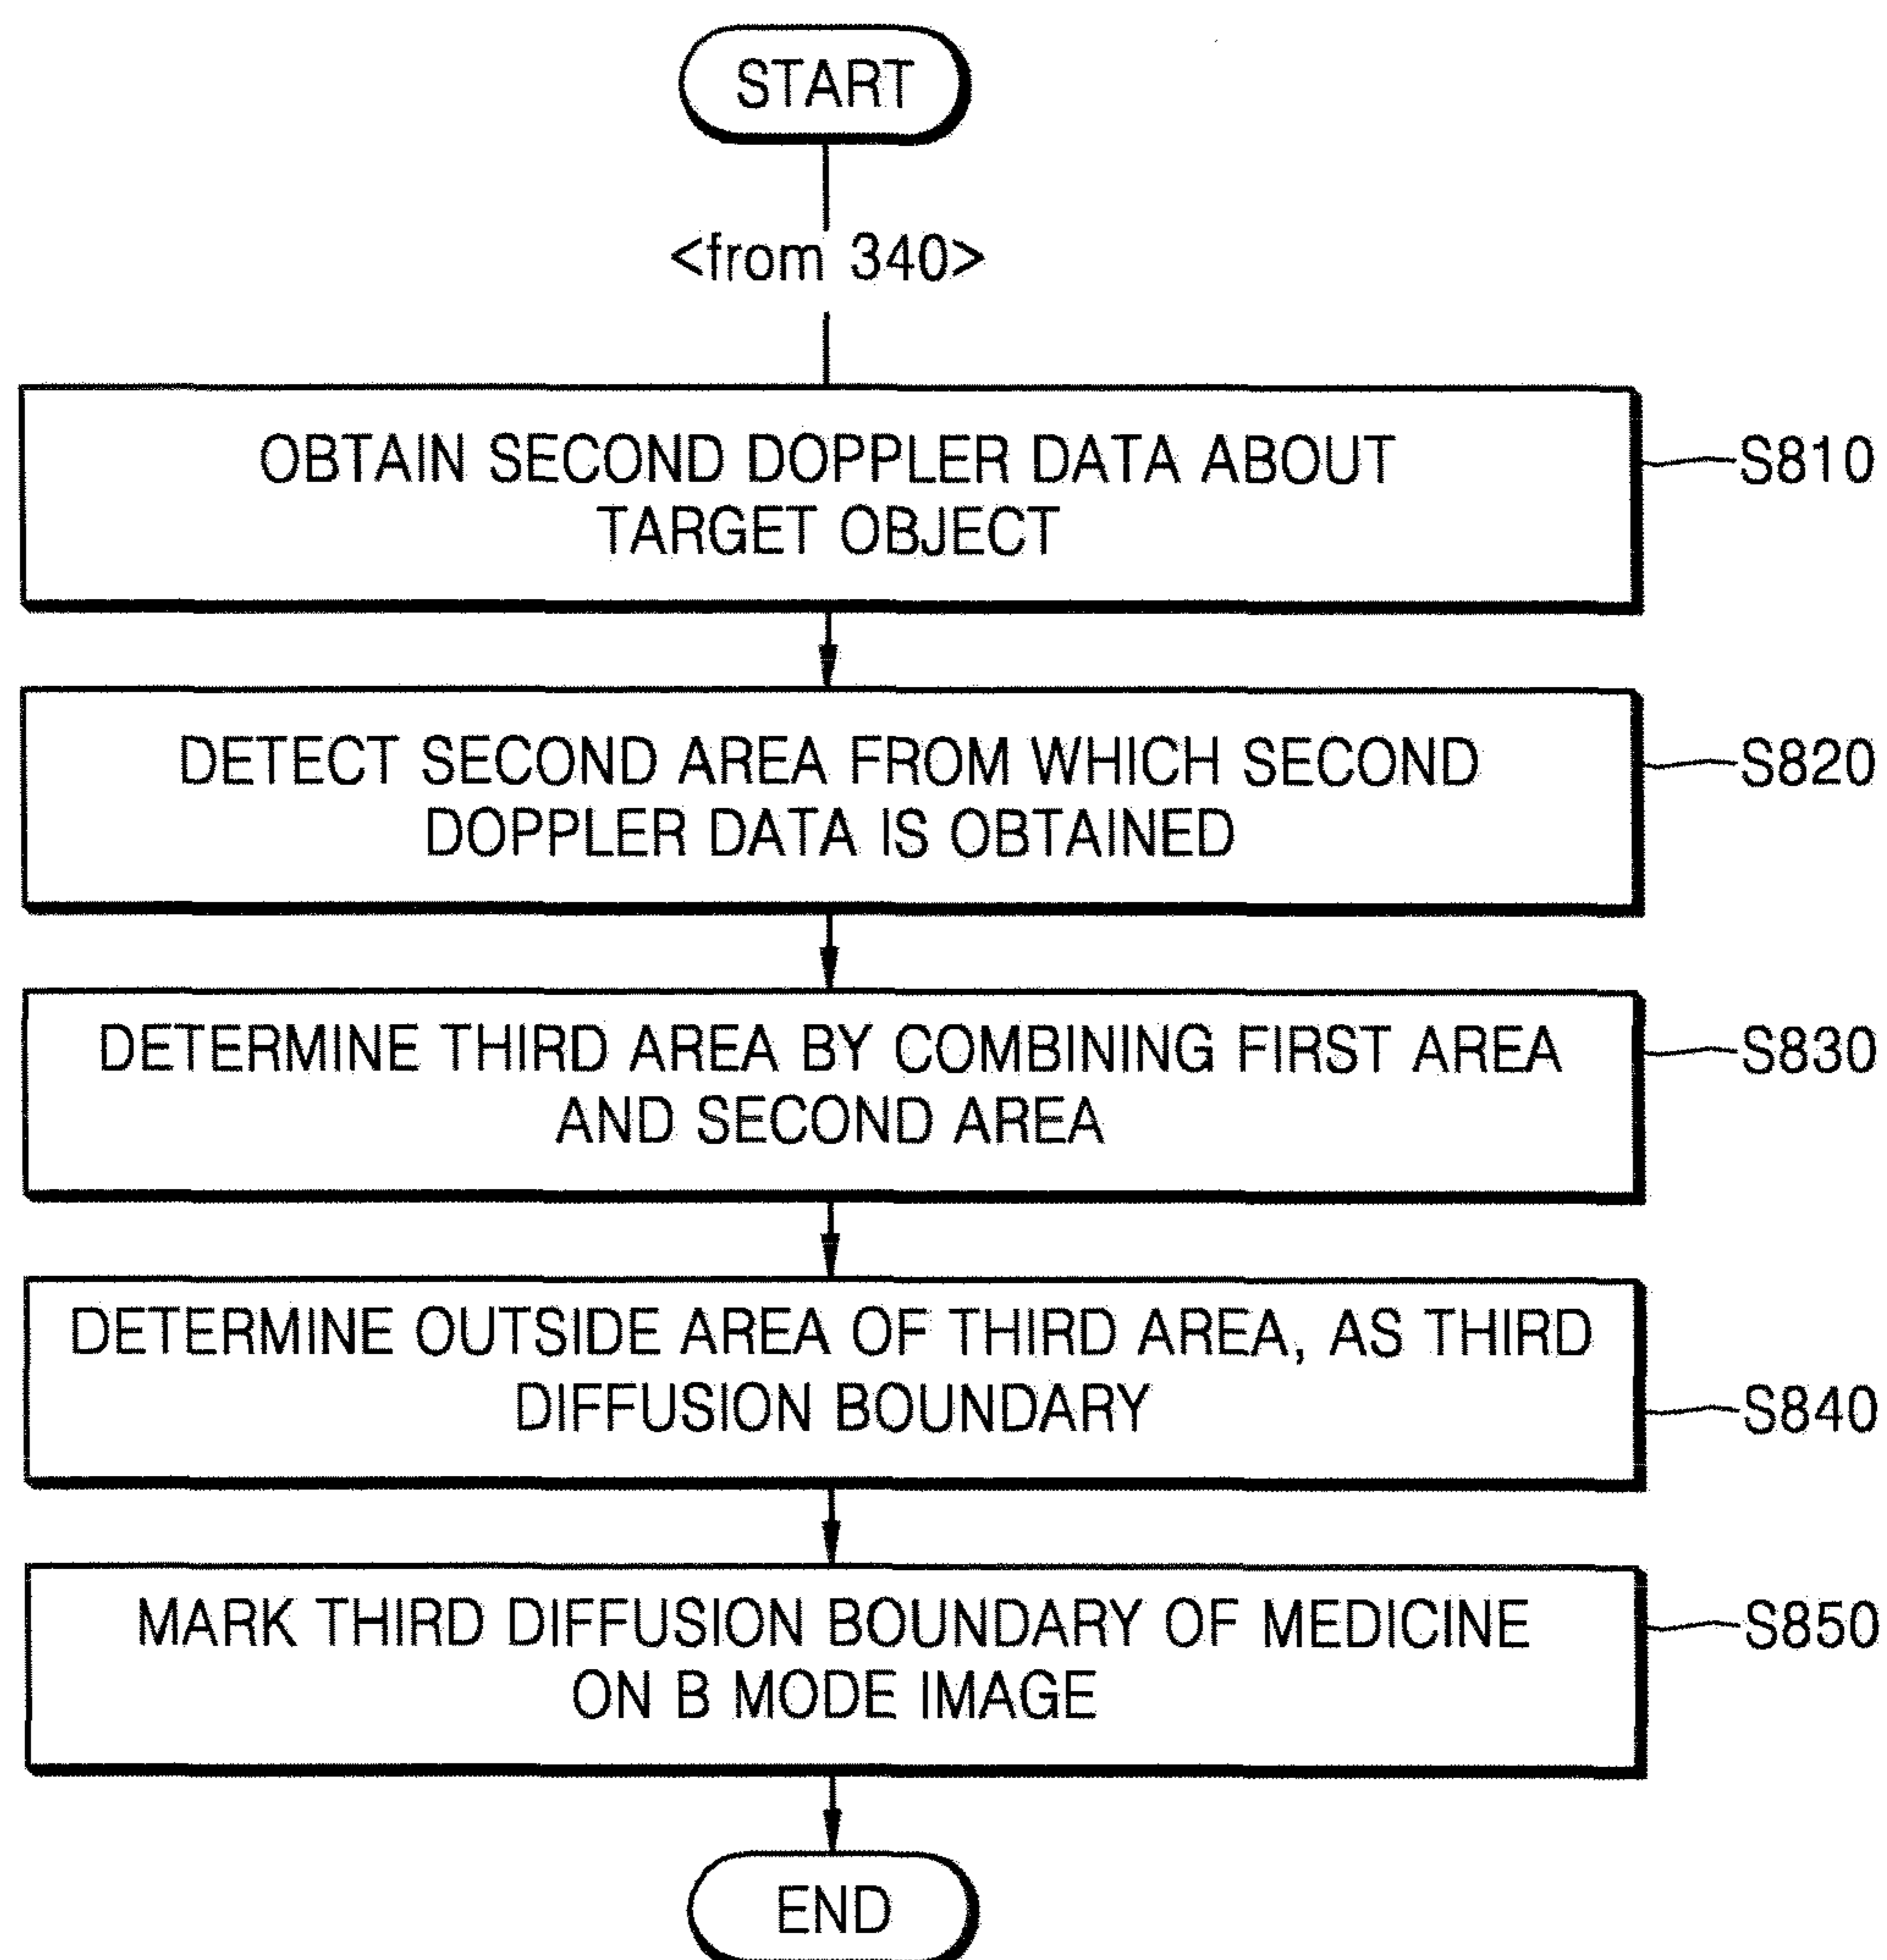 START
<from 340>
OBTAIN SECOND DOPPLER DATA ABOUT
TARGET OBJECT
S810
DETECT SECOND AREA FROM WHICH SECOND
DOPPLER DATA IS OBTAINED
S820
DETERMINE THIRD AREA BY COMBINING FIRST AREA
AND SECOND AREA
S830
DETERMINE OUTSIDE AREA OF THIRD AREA, AS THIRD
DIFFUSION BOUNDARY
S840
MARK THIRD DIFFUSION BOUNDARY OF MEDICINE
ON B MODE IMAGE
S850
END